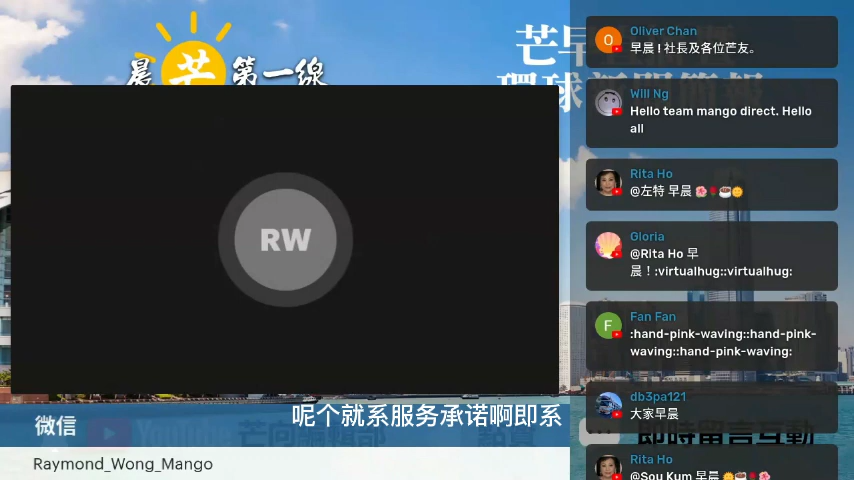 晨芒第一線
RW
呢个就系服务承诺啊即系
微信
Raymond_Wong_Mango
Oliver Chan
早晨！社長及各位芒友。
Will Ng
Hello team mango direct. Hello
all
Rita Ho
@左特 早晨 🌺🌹☕🌞
Gloria
@Rita Ho 早
晨！:virtualhug::virtualhug:
Fan Fan
:hand-pink-waving::hand-pink-
waving::hand-pink-waving:
db3pa121
大家早晨
即時留言互動
Rita Ho
@Sou Kum 早晨 🌞☕🌹🌺